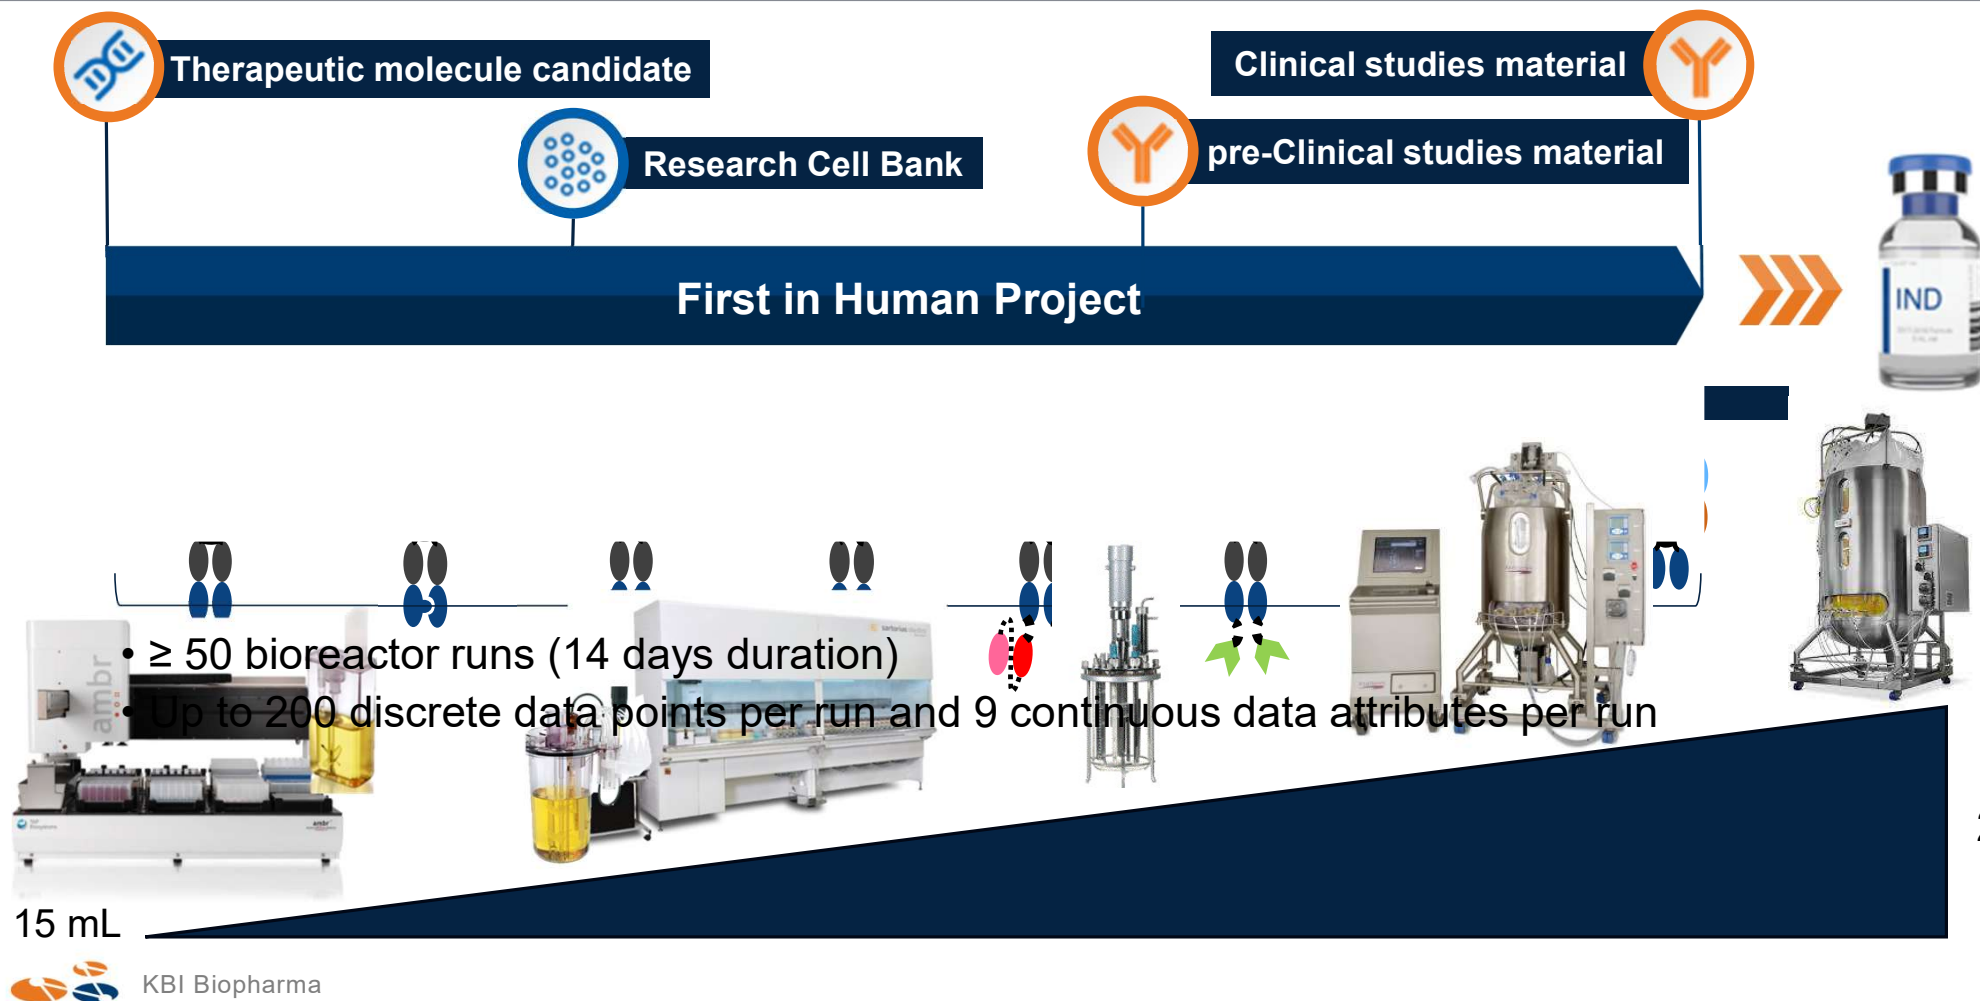 Therapeutic molecule candidate
Clinical studies material
Research Cell Bank
pre-Clinical studies material
First in Human Project
IND
• ≥ 50 bioreactor runs (14 days duration)
• Up to 200 discrete data points per run and 9 continuous data attributes per run
ambr
ambr
15 mL
KBI Biopharma